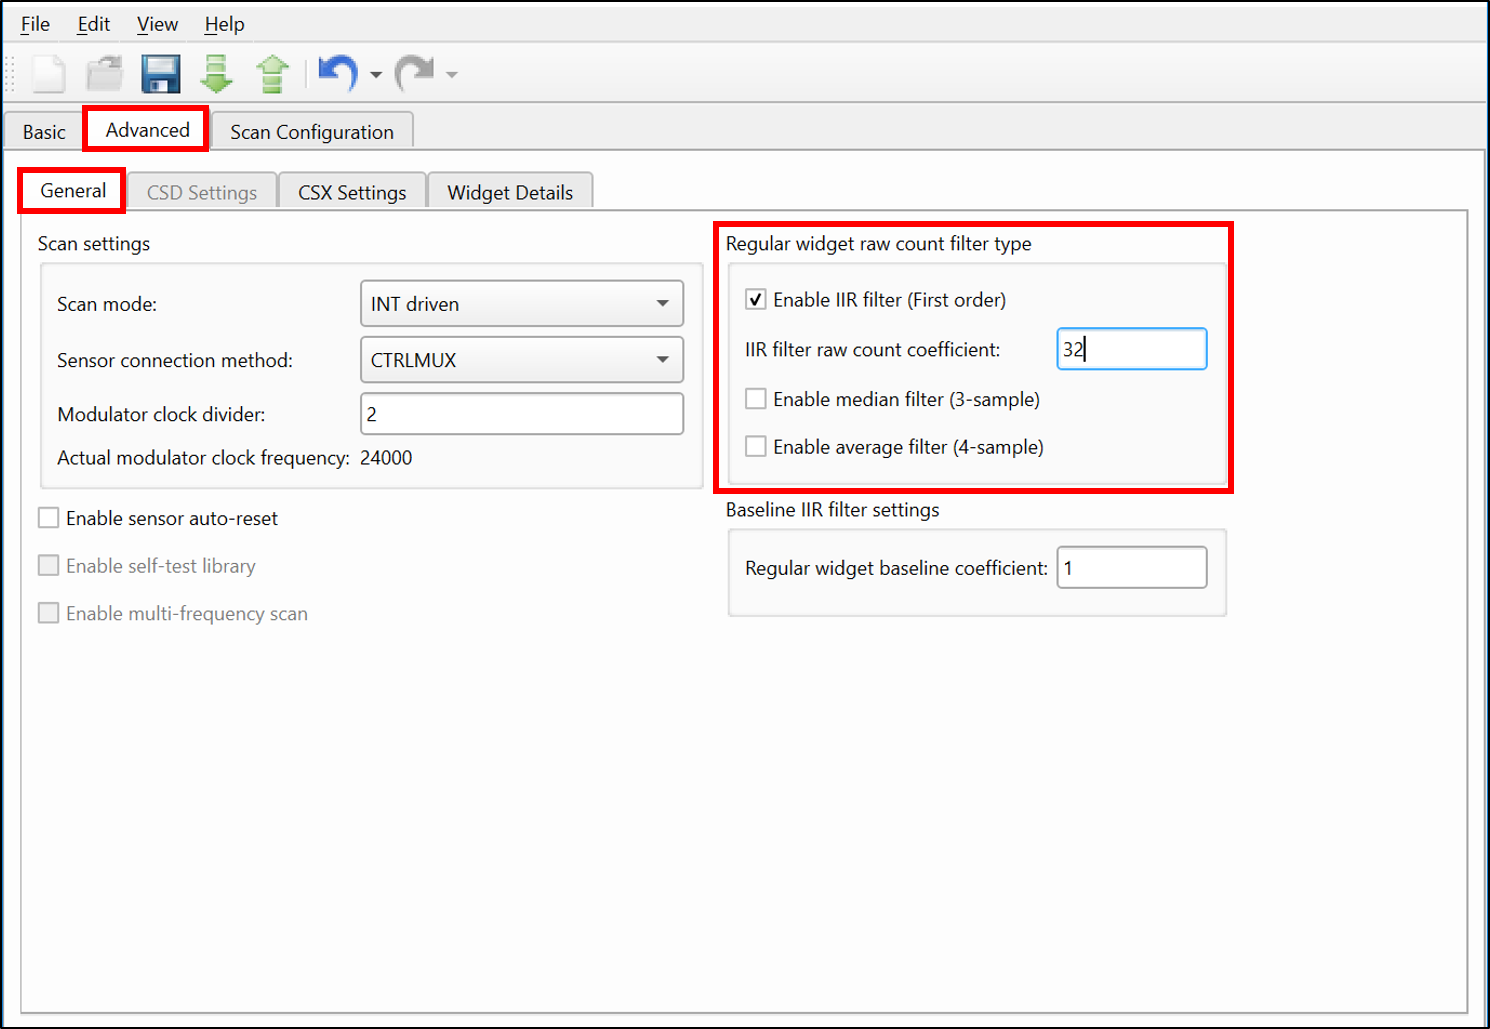 File Edit View Help
Basic Advanced Scan Configuration
General CSD Settings CSX Settings Widget Details
Scan settings
Scan mode: INT driven
Sensor connection method: CTRLMUX
Modulator clock divider: 2
Actual modulator clock frequency: 24000
Enable sensor auto-reset
Enable self-test library
Enable multi-frequency scan
Regular widget raw count filter type
Enable IIR filter (First order)
IIR filter raw count coefficient: 32
Enable median filter (3-sample)
Enable average filter (4-sample)
Baseline IIR filter settings
Regular widget baseline coefficient: 1